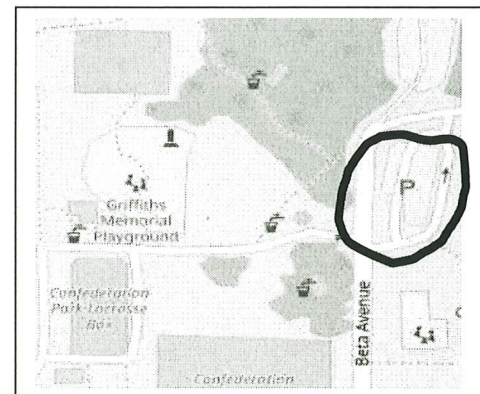 P
Griffiths
Memorial
Playground
Confederation
Park Lacrosse
Box
Beta Avenue
Confederation